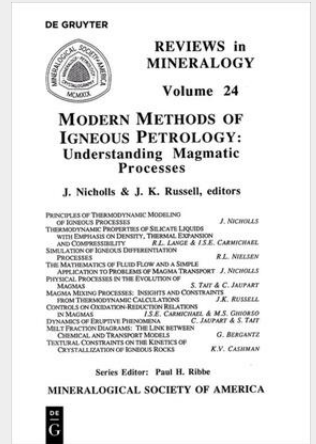 DE GRUYTER
MINERALOGICAL SOCIETY OF AMERICA
MCMXIX
REVIEWS in
MINERALOGY
Volume 24
MODERN METHODS OF
IGNEOUS PETROLOGY:
Understanding Magmatic
Processes
J. Nicholls & J. K. Russell, editors
PRINCIPLES OF THERMODYNAMIC MODELING
OF IGNEOUS PROCESSES J. NICHOLLS
THERMODYNAMIC PROPERTIES OF SILICATE LIQUIDS
WITH EMPHASIS ON DENSITY, THERMAL EXPANSION
AND COMPRESSIBILITY R.L. LANGE & I.S.E. CARMICHAEL
SIMULATION OF IGNEOUS DIFFERENTIATION
PROCESSES R.L. NIELSEN
THE MATHEMATICS OF FLUID FLOW AND A SIMPLE
APPLICATION TO PROBLEMS OF MAGMA TRANSPORT J. NICHOLLS
PHYSICAL PROCESSES IN THE EVOLUTION OF
MAGMAS S. TAIT & C. JAUPART
MAGMA MIXING PROCESSES: INSIGHTS AND CONSTRAINTS
FROM THERMODYNAMIC CALCULATIONS J.K. RUSSELL
CONTROLS ON OXIDATION-REDUCTION RELATIONS
IN MAGMAS I.S.E. CARMICHAEL & M.S. GHIORSO
DYNAMICS OF ERUPTIVE PHENOMENA C. JAUPART & S. TAIT
MELT FRACTION DIAGRAMS: THE LINK BETWEEN
CHEMICAL AND TRANSPORT MODELS G. BERGANTZ
TEXTURAL CONSTRAINTS ON THE KINETICS OF
CRYSTALLIZATION OF IGNEOUS ROCKS K.V. CASHMAN
Series Editor: Paul H. Ribbe
MINERALOGICAL SOCIETY OF AMERICA
DE
G